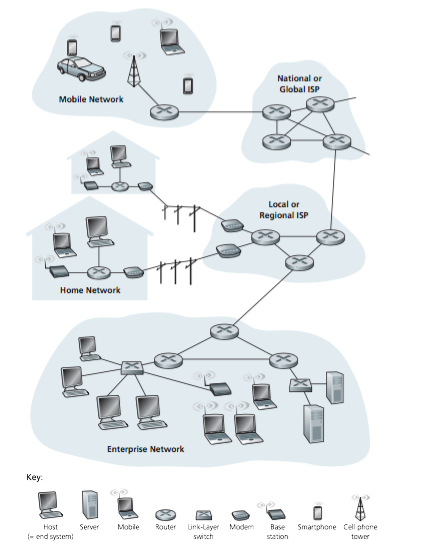 National or
Global ISP
Mobile Network
Local or
Regional ISP
Home Network
Enterprise Network
Key:
Host
(= end system)
Server
Mobile
Router
Link-Layer
switch
Modem
Base
station
Smartphone
Cell phone
tower